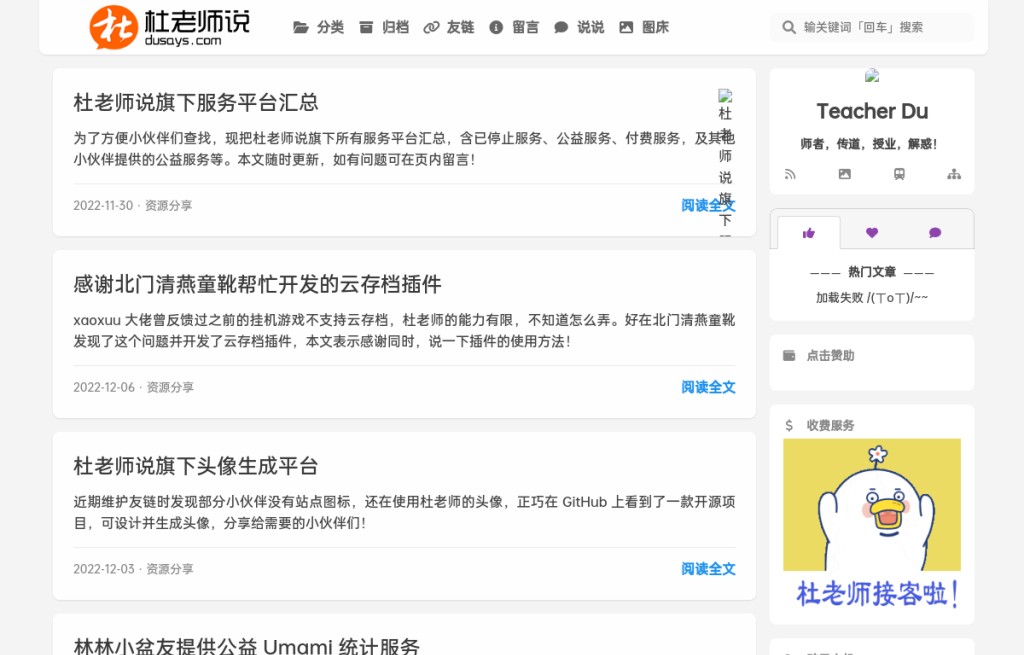 杜老师说
dusays.com
分类 归档 友链 留言 说说 图床
输关键词「回车」搜索
杜老师说旗下服务平台汇总
为了方便小伙伴们查找，现把杜老师说旗下所有服务平台汇总，含已停止服务、公益服务、付费服务，及其他
小伙伴提供的公益服务等。本文随时更新，如有问题可在页内留言！
2022-11-30 · 资源分享
阅读全文
杜
老
师
说
旗
下
感谢北门清燕童靴帮忙开发的云存档插件
xaoxuu 大佬曾反馈过之前的挂机游戏不支持云存档，杜老师的能力有限，不知道怎么弄。好在北门清燕童靴
发现了这个问题并开发了云存档插件，本文表示感谢同时，说一下插件的使用方法！
2022-12-06 · 资源分享
阅读全文
杜老师说旗下头像生成平台
近期维护友链时发现部分小伙伴没有站点图标，还在使用杜老师的头像，正巧在 GitHub 上看到了一款开源项
目，可设计并生成头像，分享给需要的小伙伴们！
2022-12-03 · 资源分享
阅读全文
林林小盆友提供公益 Umami 统计服务
Teacher Du
师者，传道，授业，解惑！
——— 热门文章 ———
加载失败 /(ㄒoㄒ)/~~
点击赞助
收费服务
杜老师接客啦！